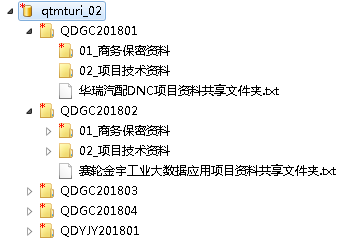 qtmturi_02
QDGC201801
01_商务保密资料
02_项目技术资料
华瑞汽配DNC项目资料共享文件夹.txt
QDGC201802
01_商务保密资料
02_项目技术资料
赛轮金宇工业大数据应用项目资料共享文件夹.txt
QDGC201803
QDGC201804
QDYJY201801